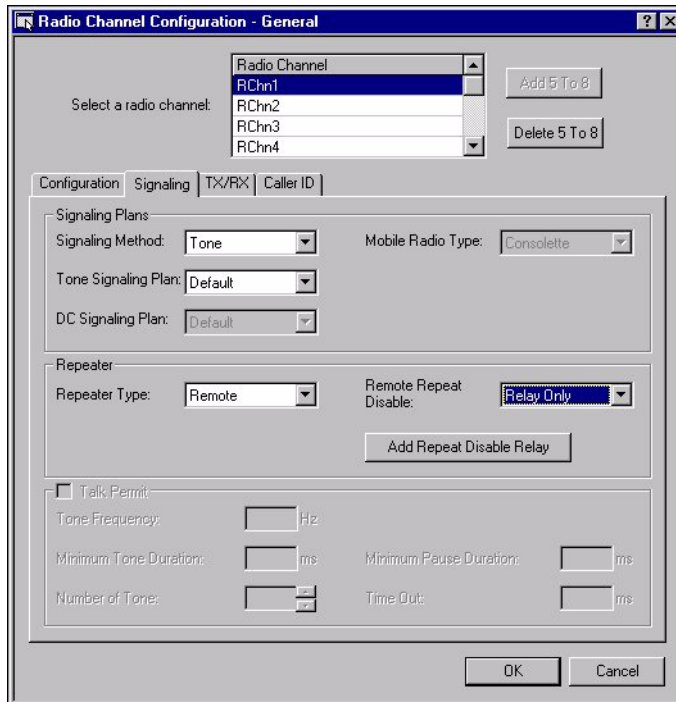 Radio Channel Configuration - General
Select a radio channel:
Radio Channel
RChn1
RChn2
RChn3
RChn4
Add 5 To 8
Delete 5 To 8
Configuration Signaling TX/RX Caller ID
Signaling Plans
Signaling Method: Tone Mobile Radio Type: Consolette
Tone Signaling Plan: Default
DC Signaling Plan: Default
Repeater
Repeater Type: Remote Remote Repeat Disable: Relay Only
Add Repeat Disable Relay
Talk Permit
Tone Frequency: Hz
Minimum Tone Duration: ms Minimum Pause Duration: ms
Number of Tone: Time Out: ms
OK Cancel